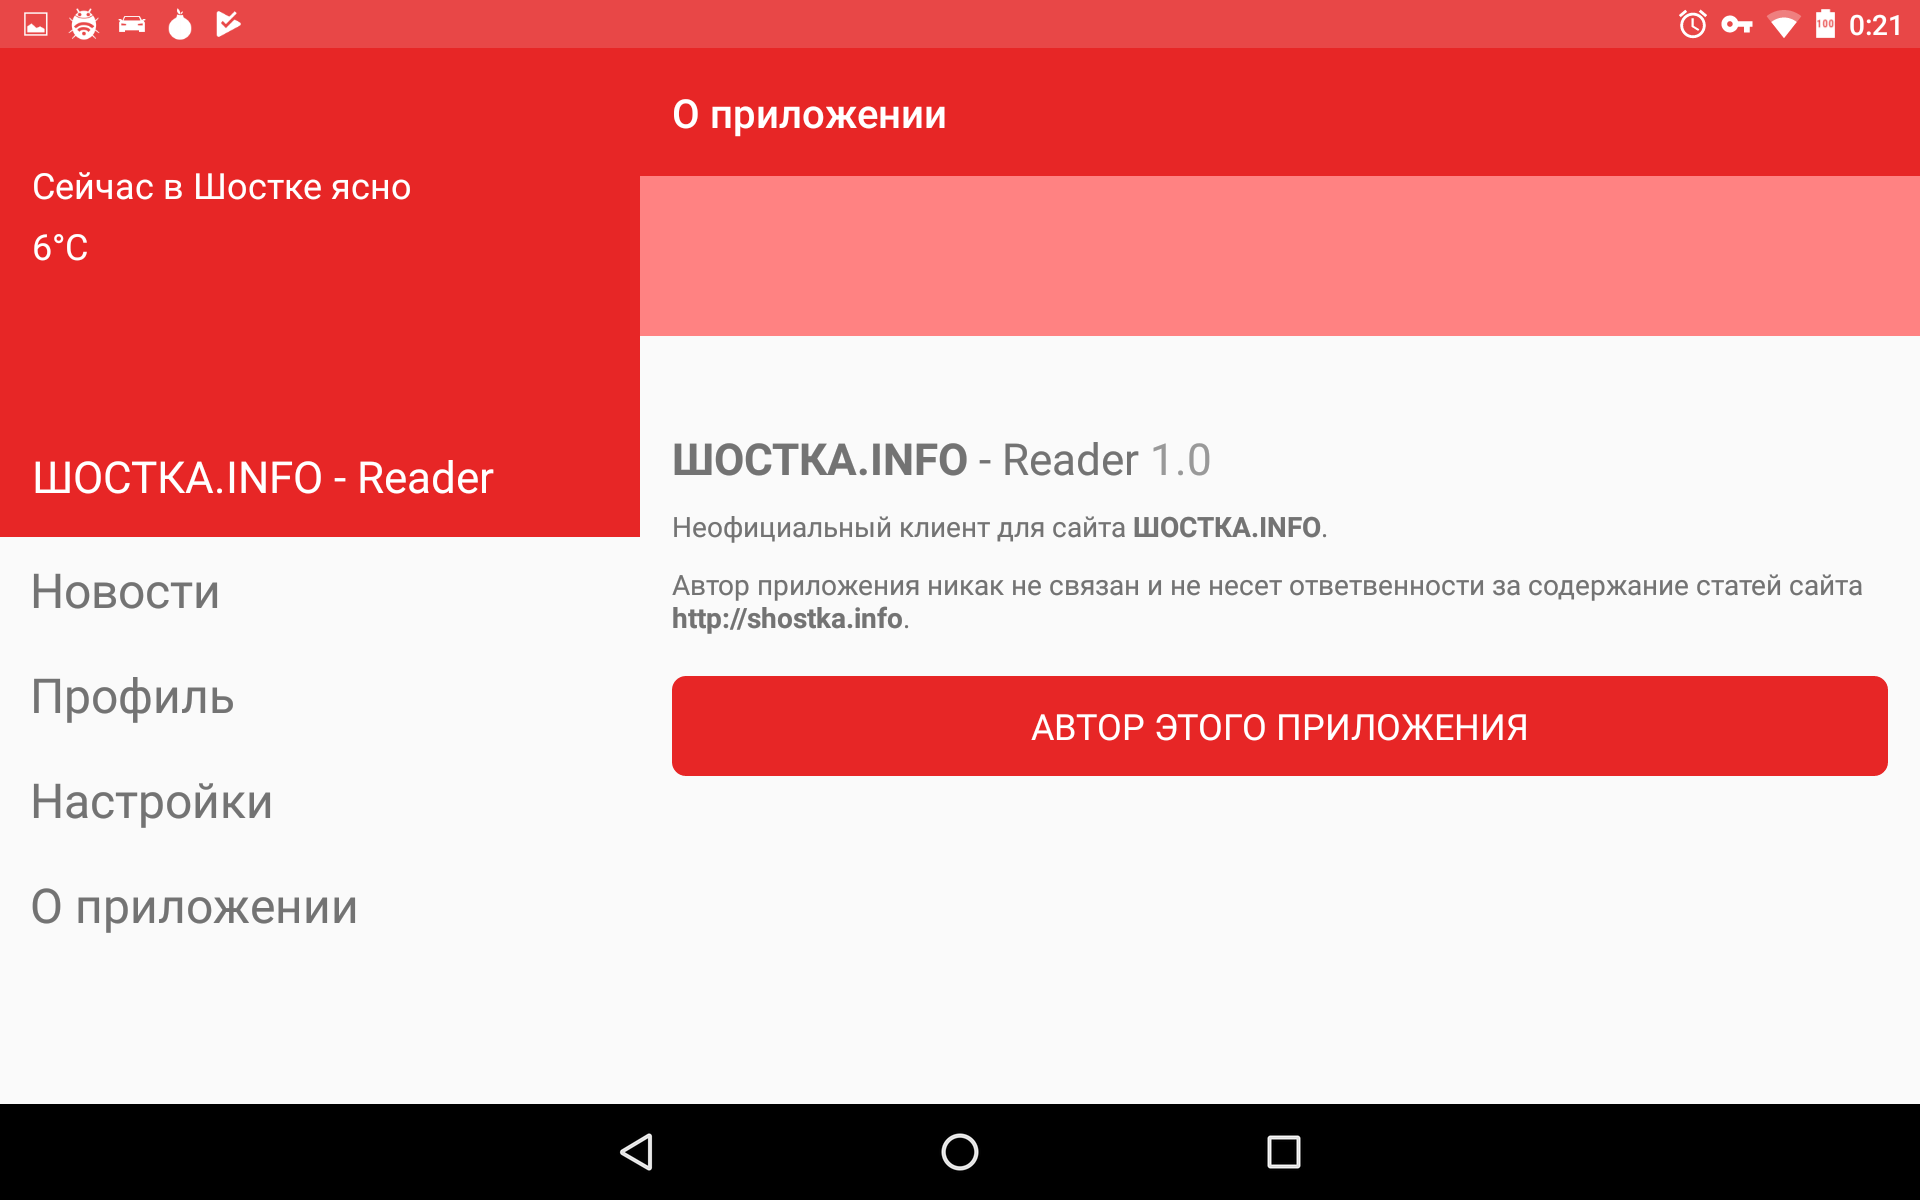 100 0:21
Сейчас в Шостке ясно
6°C
ШОСТКА.INFO - Reader
Новости
Профиль
Настройки
О приложении
О приложении
ШОСТКА.INFO - Reader 1.0
Неофициальный клиент для сайта ШОСТКА.INFO.
Автор приложения никак не связан и не несет ответвенности за содержание статей сайта
http://shostka.info.
АВТОР ЭТОГО ПРИЛОЖЕНИЯ